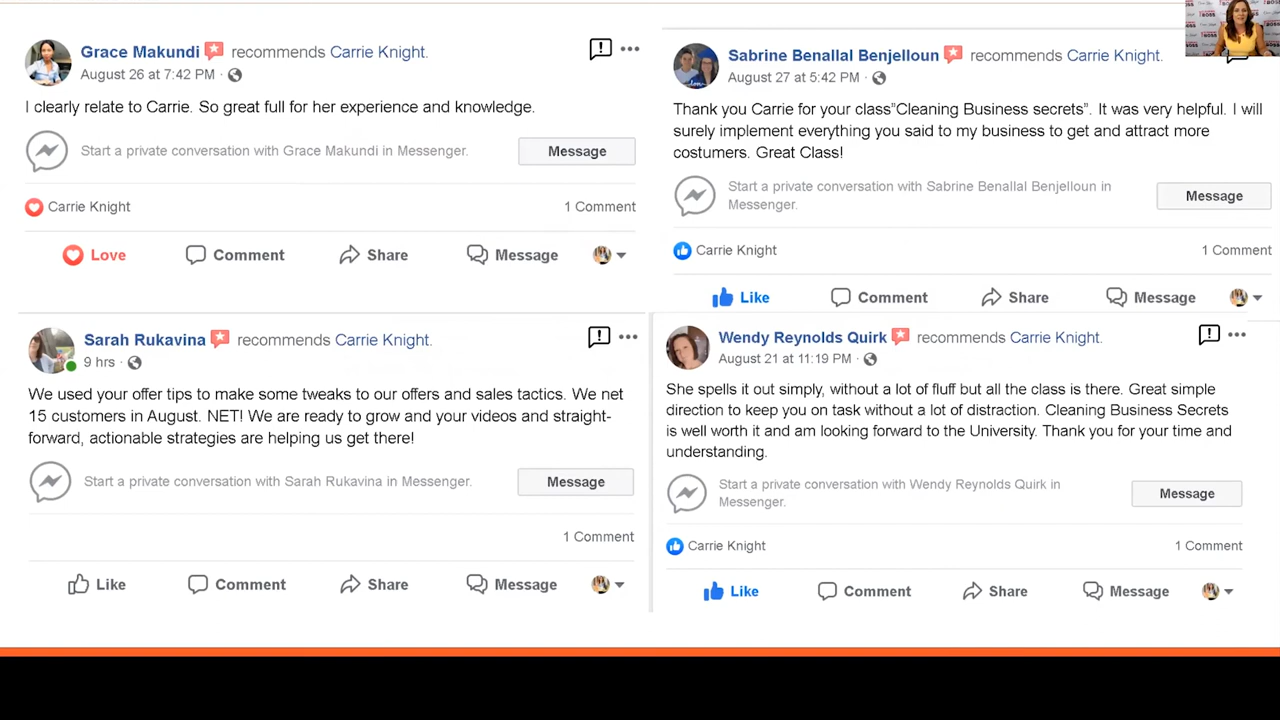 Grace Makundi recommends Carrie Knight.
August 26 at 7:42 PM ·
I clearly relate to Carrie. So great full for her experience and knowledge.
Start a private conversation with Grace Makundi in Messenger.
Message
Carrie Knight
1 Comment
Love Comment Share Message
Sabrine Benallal Benjelloun recommends Carrie Knight.
August 27 at 5:42 PM ·
Thank you Carrie for your class"Cleaning Business secrets". It was very helpful. I will
surely implement everything you said to my business to get and attract more
costumers. Great Class!
Start a private conversation with Sabrine Benallal Benjelloun in
Messenger.
Message
Carrie Knight
1 Comment
Like Comment Share Message
Sarah Rukavina recommends Carrie Knight.
9 hrs ·
We used your offer tips to make some tweaks to our offers and sales tactics. We net
15 customers in August. NET! We are ready to grow and your videos and straight-
forward, actionable strategies are helping us get there!
Start a private conversation with Sarah Rukavina in Messenger.
Message
1 Comment
Like Comment Share Message
Wendy Reynolds Quirk recommends Carrie Knight.
August 21 at 11:19 PM ·
She spells it out simply, without a lot of fluff but all the class is there. Great simple
direction to keep you on task without a lot of distraction. Cleaning Business Secrets
is well worth it and am looking forward to the University. Thank you for your time and
understanding.
Start a private conversation with Wendy Reynolds Quirk in
Messenger.
Message
Carrie Knight
1 Comment
Like Comment Share Message